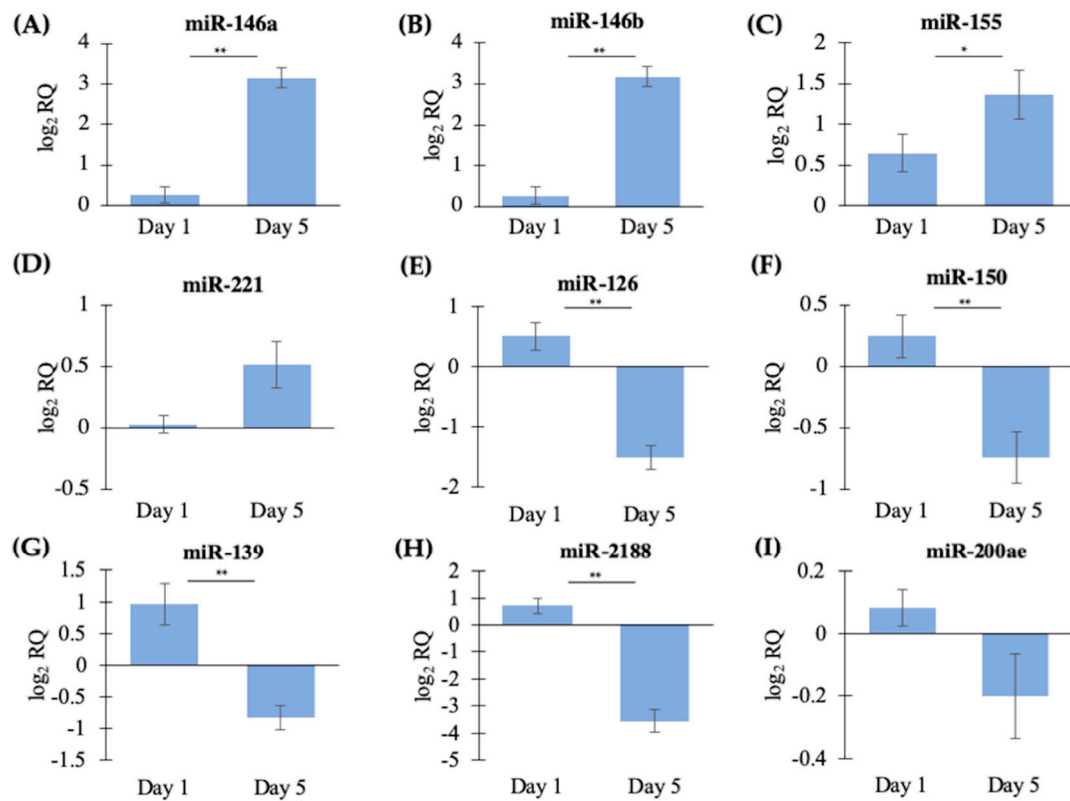 (A) miR-146a
**
log2 RQ
4
3
2
1
0
Day 1 Day 5
(B) miR-146b
**
log2 RQ
4
3
2
1
0
Day 1 Day 5
(C) miR-155
*
log2 RQ
2
1.5
1
0.5
0
Day 1 Day 5
(D) miR-221
log2 RQ
1
0.5
0
-0.5
Day 1 Day 5
(E) miR-126
**
log2 RQ
1
0
-1
-2
Day 1 Day 5
(F) miR-150
**
log2 RQ
0.5
0
-0.5
-1
Day 1 Day 5
(G) miR-139
**
log2 RQ
1.5
1
0.5
0
-0.5
-1
-1.5
Day 1 Day 5
(H) miR-2188
**
log2 RQ
2
1
0
-1
-2
-3
-4
-5
Day 1 Day 5
(I) miR-200ae
log2 RQ
0.2
0
-0.2
-0.4
Day 1 Day 5